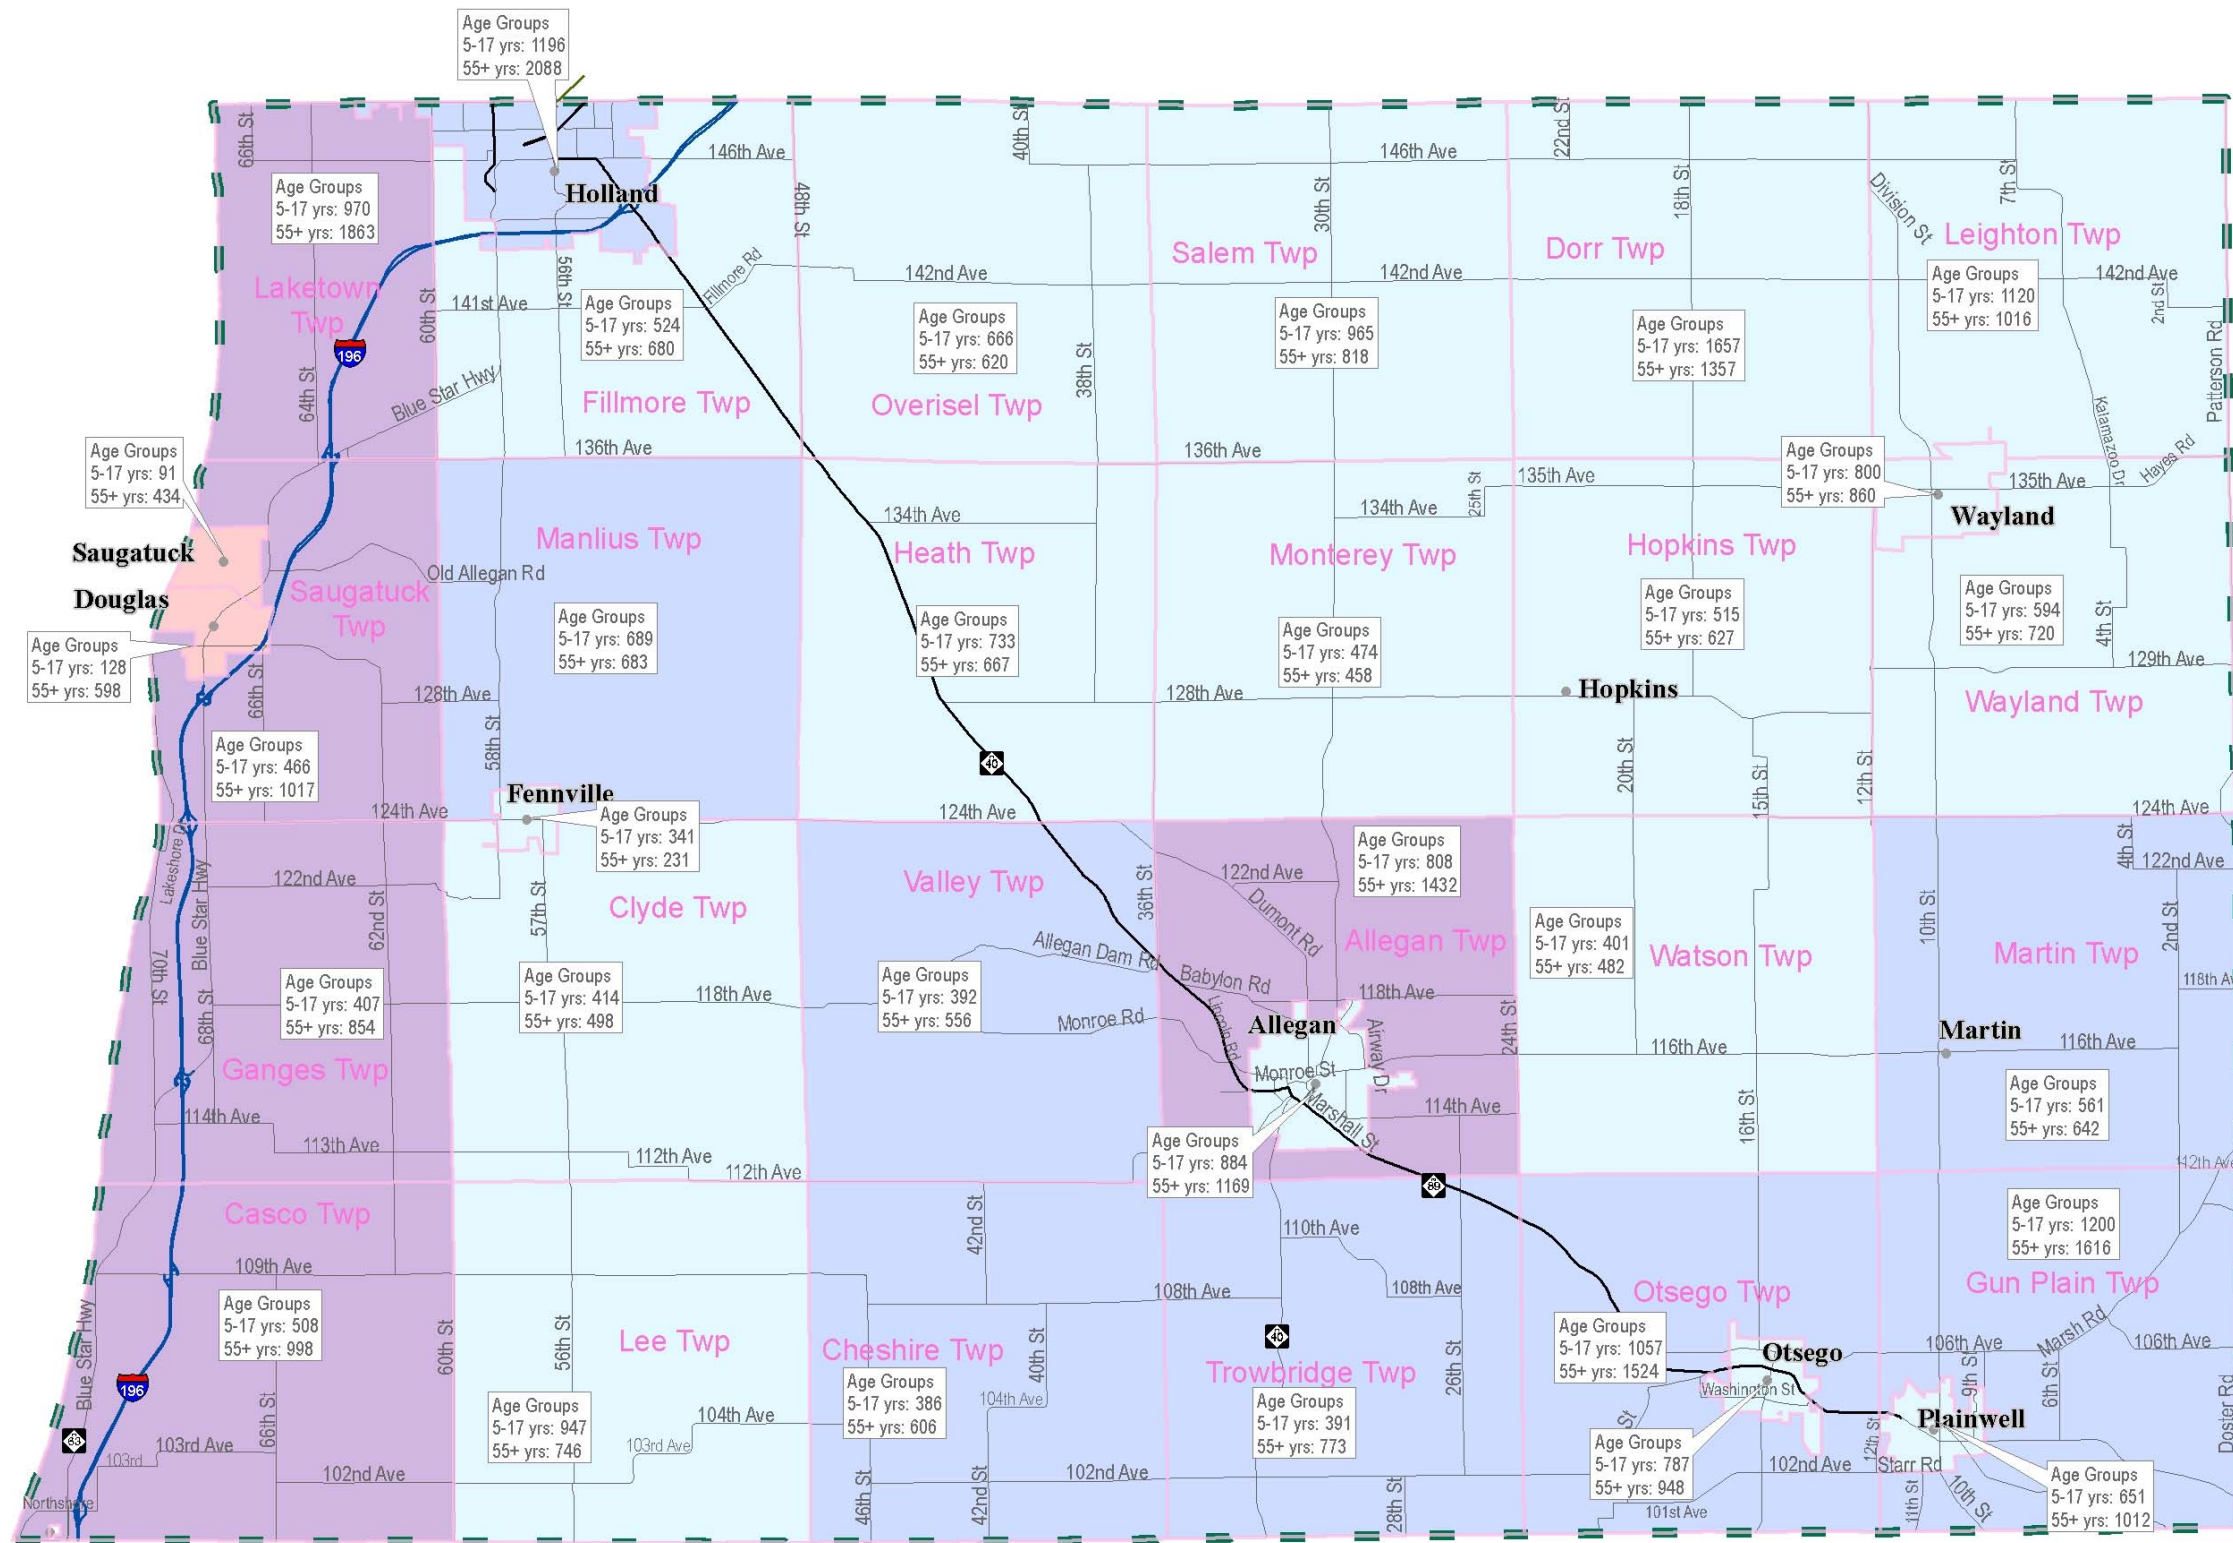 Age Groups
5-17 yrs: 1196
55+ yrs: 2088
66th St
146th Ave
40th St
146th Ave
22nd St
7th St
Division St
18th St
30th St
48th St
Holland
Age Groups
5-17 yrs: 970
55+ yrs: 1863
Laketown
Twp
Salem Twp
Dorr Twp
Leighton Twp
Fillmore Rd
142nd Ave
142nd Ave
142nd Ave
2nd St
Patterson Rd
141st Ave
56th St
60th St
64th St
196
Age Groups
5-17 yrs: 524
55+ yrs: 680
Age Groups
5-17 yrs: 666
55+ yrs: 620
Age Groups
5-17 yrs: 965
55+ yrs: 818
Age Groups
5-17 yrs: 1657
55+ yrs: 1357
Age Groups
5-17 yrs: 1120
55+ yrs: 1016
38th St
Blue Star Hwy
Fillmore Twp
Overisel Twp
Kalamazoo Dr
Hayes Rd
136th Ave
136th Ave
Age Groups
5-17 yrs: 91
55+ yrs: 434
Age Groups
5-17 yrs: 800
55+ yrs: 860
135th Ave
135th Ave
25th St
134th Ave
134th Ave
Wayland
Saugatuck
Douglas
Manlius Twp
Heath Twp
Monterey Twp
Hopkins Twp
Old Allegan Rd
Saugatuck
Twp
Age Groups
5-17 yrs: 128
55+ yrs: 598
Age Groups
5-17 yrs: 689
55+ yrs: 683
Age Groups
5-17 yrs: 733
55+ yrs: 667
Age Groups
5-17 yrs: 474
55+ yrs: 458
Age Groups
5-17 yrs: 515
55+ yrs: 627
Age Groups
5-17 yrs: 594
55+ yrs: 720
4th St
129th Ave
66th St
128th Ave
128th Ave
Hopkins
Wayland Twp
58th St
Age Groups
5-17 yrs: 466
55+ yrs: 1017
40
20th St
15th St
12th St
Fennville
124th Ave
124th Ave
124th Ave
Age Groups
5-17 yrs: 341
55+ yrs: 231
Lakeshore Dr
Blue Star Hwy
122nd Ave
62nd St
57th St
Clyde Twp
Valley Twp
36th St
122nd Ave
Dumont Rd
Age Groups
5-17 yrs: 808
55+ yrs: 1432
Allegan Twp
4th St
122nd Ave
10th St
2nd St
Age Groups
5-17 yrs: 401
55+ yrs: 482
Watson Twp
Martin Twp
70th St
68th St
Allegan Dam Rd
Babylon Rd
118th Ave
118th Ave
118th Av
Age Groups
5-17 yrs: 407
55+ yrs: 854
Age Groups
5-17 yrs: 414
55+ yrs: 498
Age Groups
5-17 yrs: 392
55+ yrs: 556
Monroe Rd
Lincoln Rd
Allegan
Airway Dr
24th St
Martin
116th Ave
116th Ave
Ganges Twp
Monroe St
Marshall St
114th Ave
114th Ave
16th St
Age Groups
5-17 yrs: 561
55+ yrs: 642
113th Ave
112th Ave
112th Ave
112th Ave
Age Groups
5-17 yrs: 884
55+ yrs: 1169
89
Casco Twp
42nd St
110th Ave
Age Groups
5-17 yrs: 1200
55+ yrs: 1616
109th Ave
108th Ave
108th Ave
Otsego Twp
Gun Plain Twp
Blue Star Hwy
Age Groups
5-17 yrs: 508
55+ yrs: 998
60th St
56th St
Lee Twp
Cheshire Twp
40th St
40
Trowbridge Twp
26th St
Age Groups
5-17 yrs: 1057
55+ yrs: 1524
Otsego
106th Ave
Marsh Rd
106th Ave
Washington St
9th St
6th St
Doster Rd
196
83
Age Groups
5-17 yrs: 947
55+ yrs: 746
Age Groups
5-17 yrs: 386
55+ yrs: 606
104th Ave
104th Ave
Age Groups
5-17 yrs: 391
55+ yrs: 773
St
Plainwell
66th St
103rd Ave
103rd
103rd Ave
Age Groups
5-17 yrs: 787
55+ yrs: 948
12th St
Starr Rd
102nd Ave
102nd Ave
102nd Ave
Northshore
46th St
42nd St
28th St
101st Ave
11th St
10th St
Age Groups
5-17 yrs: 651
55+ yrs: 1012